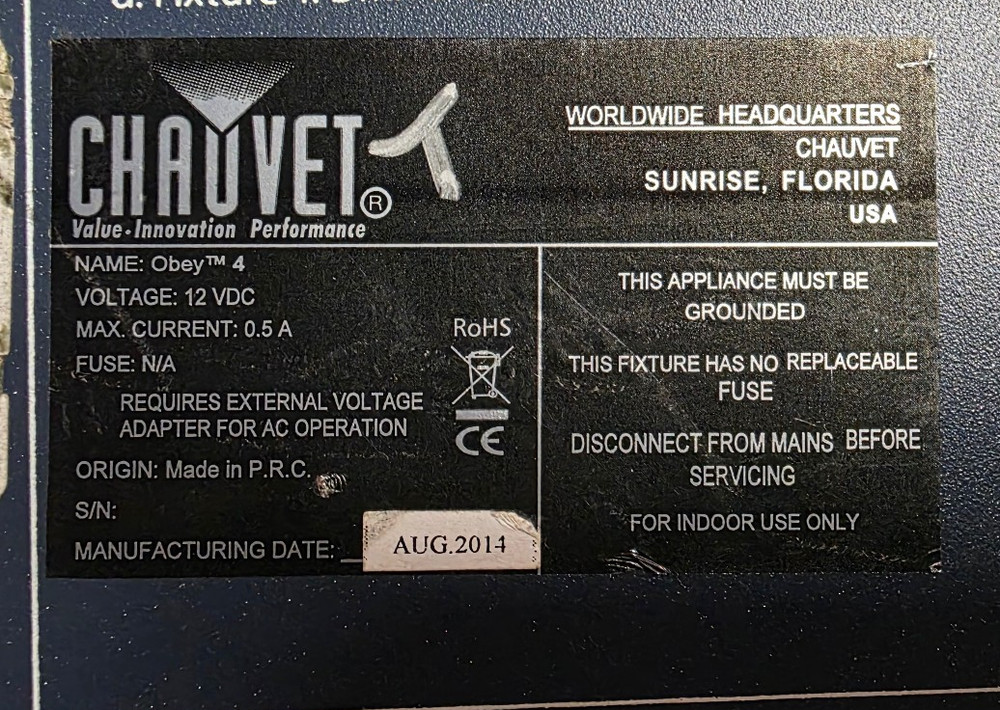 CHAUVET®
Value·Innovation Performance
WORLDWIDE HEADQUARTERS
CHAUVET
SUNRISE, FLORIDA
USA
NAME: Obey™ 4
VOLTAGE: 12 VDC
MAX. CURRENT: 0.5 A
FUSE: N/A
REQUIRES EXTERNAL VOLTAGE
ADAPTER FOR AC OPERATION
ORIGIN: Made in P.R.C.
S/N:
MANUFACTURING DATE:
AUG.2014
RoHS
CE
THIS APPLIANCE MUST BE
GROUNDED
THIS FIXTURE HAS NO REPLACEABLE
FUSE
DISCONNECT FROM MAINS BEFORE
SERVICING
FOR INDOOR USE ONLY